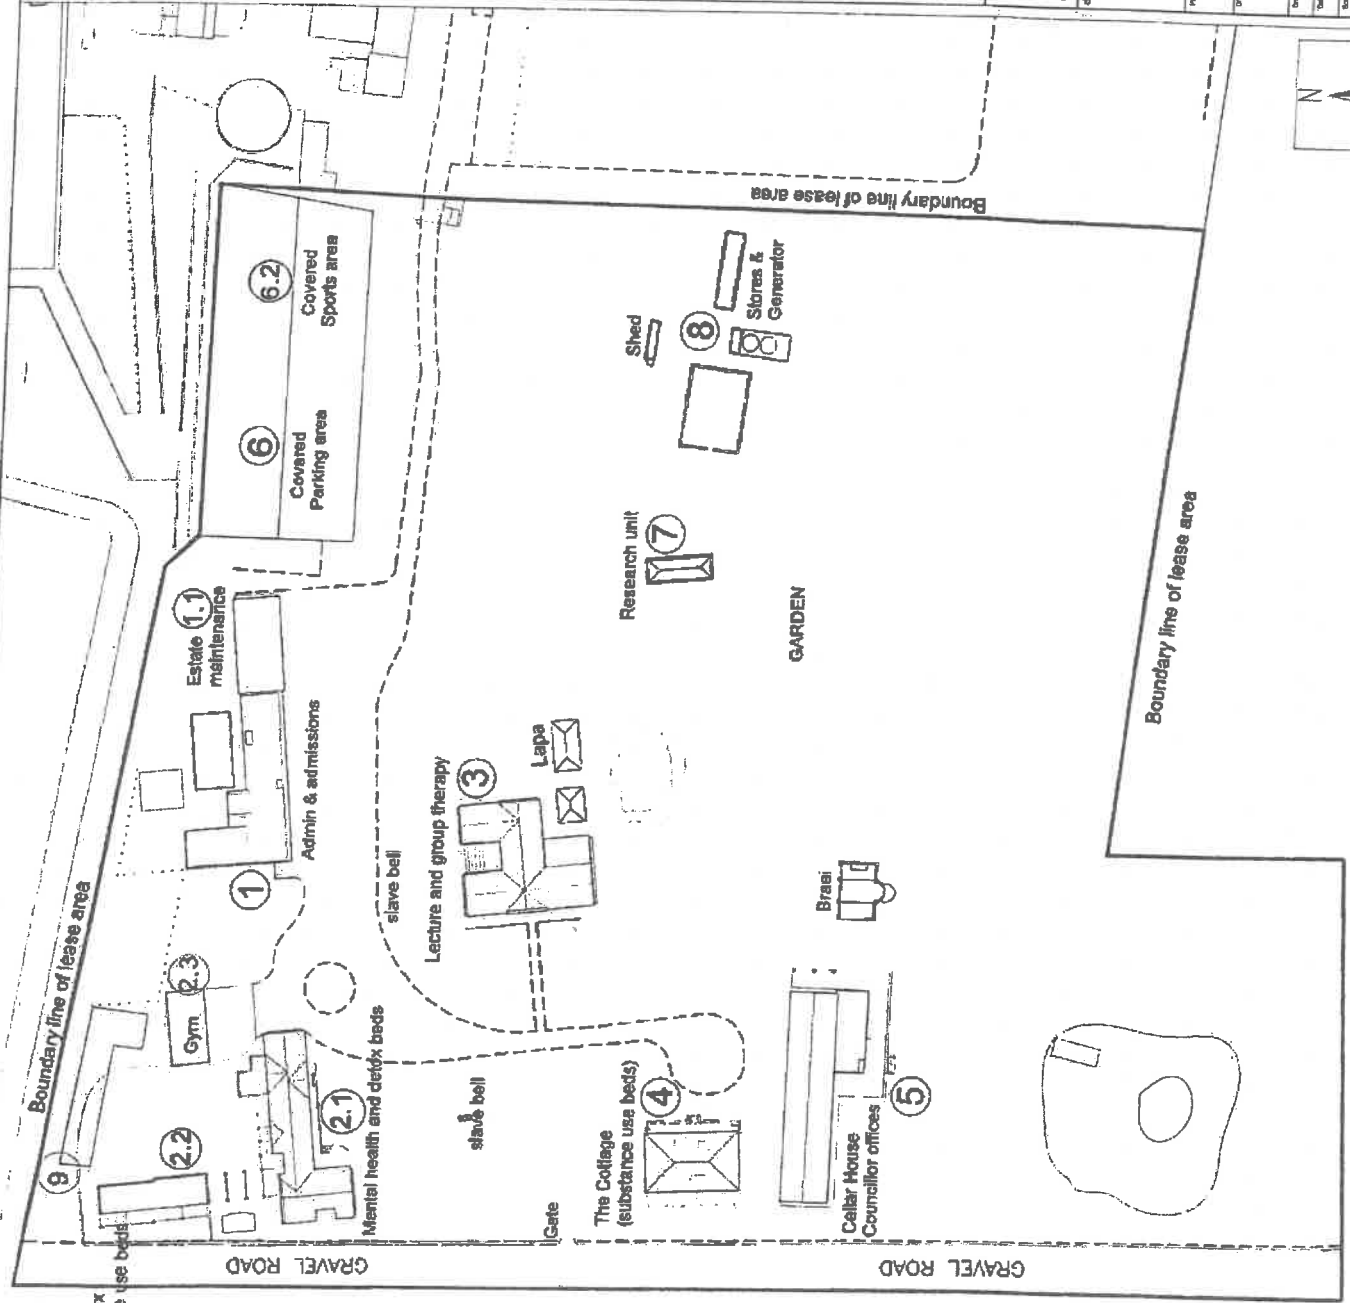 N
6.2
Covered
Sports area
6
Covared
Parking area
Boundary line of lease area
Shed
8
Stores &
Generator
Research unit
7
GARDEN
Boundary line of lease area
1.1
Estate
maintenance
Admin & admissions
1
slave bell
Lecture and group therapy
3
Lapa
Braai
Boundary line of lease area
9
2.3
Gym
2.2
2.1
Mental health and detox beds
slave bell
Gate
The Cottage
(substance use beds)
4
Cellar House
Councillor offices
5
use beds
GRAVEL ROAD
GRAVEL ROAD